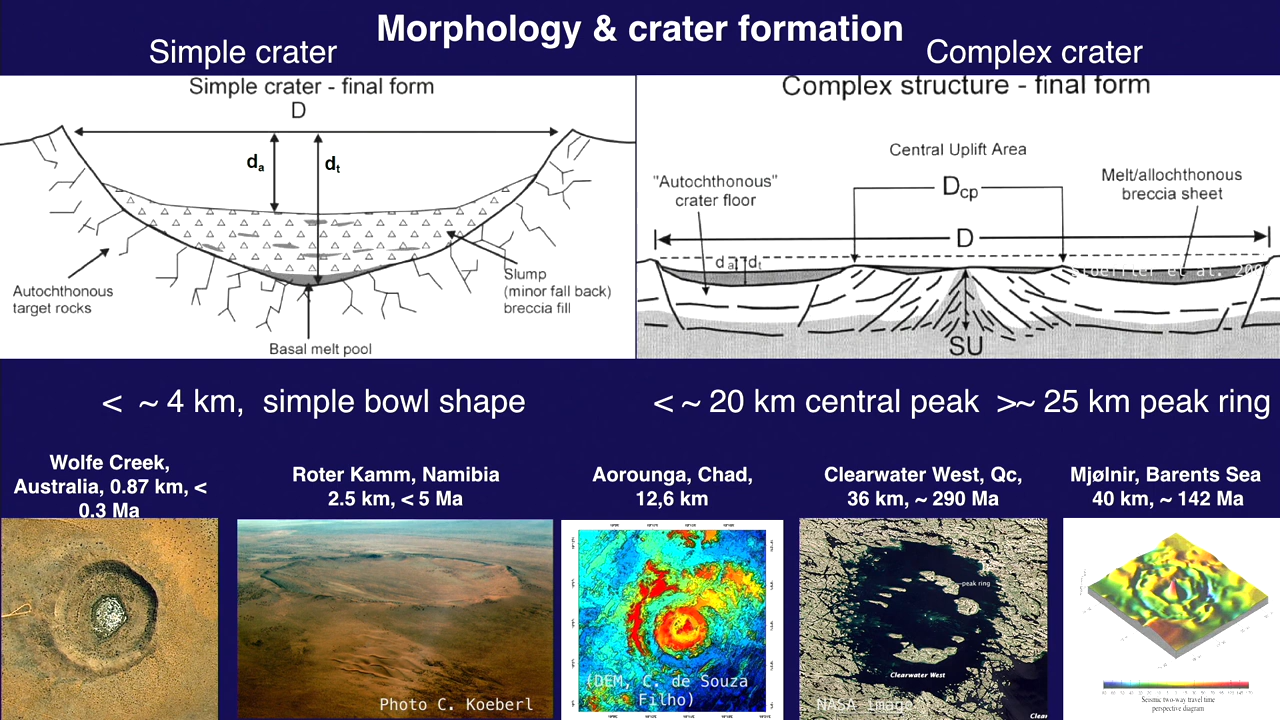 Morphology & crater formation
Simple crater
Complex crater
Simple crater - final form
D
da
dt
Autochthonous
target rocks
Slump
(minor fall back)
breccia fill
Basal melt pool
Complex structure - final form
Central Uplift Area
"Autochthonous"
crater floor
Dcp
Melt/allochthonous
breccia sheet
D
da
dt
et al.
SU
< ~ 4 km, simple bowl shape
< ~ 20 km central peak >~ 25 km peak ring
Wolfe Creek,
Australia, 0.87 km, <
0.3 Ma
Roter Kamm, Namibia
2.5 km, < 5 Ma
Aorounga, Chad,
12,6 km
Clearwater West, Qc,
36 km, ~ 290 Ma
Mjølnir, Barents Sea
40 km, ~ 142 Ma
Photo C. Koeberl
(DEM, C. de Souza
Filho)
peak ring
Clearwater West
NASA image
Clear
Seismic two-way travel time
perspective diagram